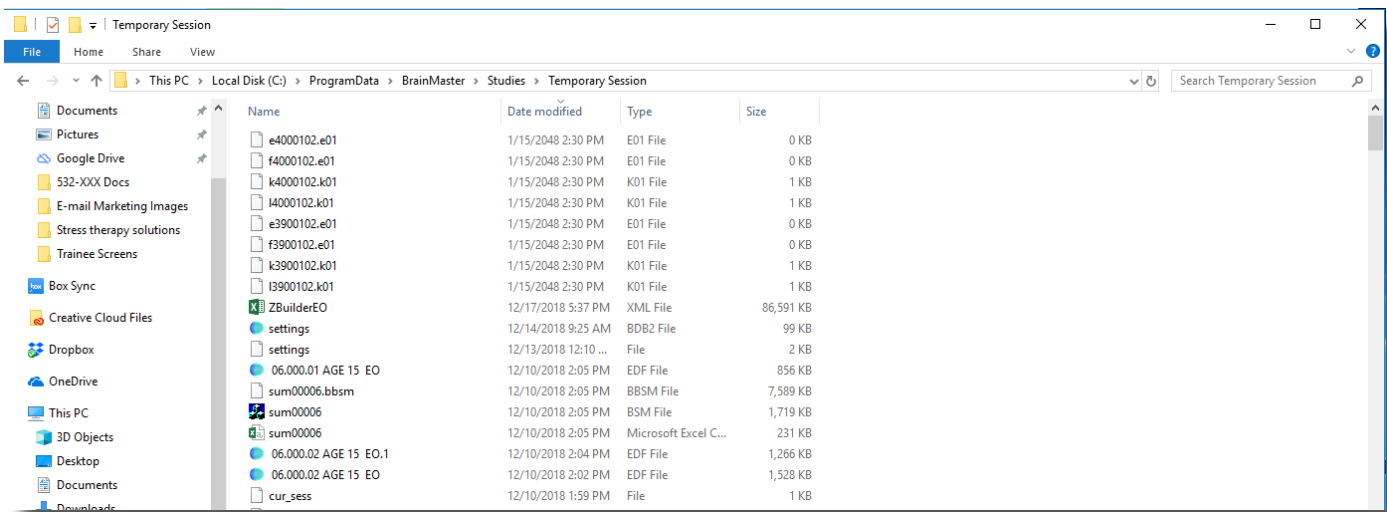 Temporary Session
File Home Share View
This PC > Local Disk (C:) > ProgramData > BrainMaster > Studies > Temporary Session
Search Temporary Session
Documents
Pictures
Google Drive
532-XXX Docs
E-mail Marketing Images
Stress therapy solutions
Trainee Screens
box Box Sync
Creative Cloud Files
Dropbox
OneDrive
This PC
3D Objects
Desktop
Documents
Downloads
Name Date modified Type Size
e4000102.e01 1/15/2048 2:30 PM E01 File 0 KB
f4000102.e01 1/15/2048 2:30 PM E01 File 0 KB
k4000102.k01 1/15/2048 2:30 PM K01 File 1 KB
l4000102.k01 1/15/2048 2:30 PM K01 File 1 KB
e3900102.e01 1/15/2048 2:30 PM E01 File 0 KB
f3900102.e01 1/15/2048 2:30 PM E01 File 0 KB
k3900102.k01 1/15/2048 2:30 PM K01 File 1 KB
l3900102.k01 1/15/2048 2:30 PM K01 File 1 KB
ZBuilderEO 12/17/2018 5:37 PM XML File 86,591 KB
settings 12/14/2018 9:25 AM BDB2 File 99 KB
settings 12/13/2018 12:10 ... File 2 KB
06.000.01 AGE 15 EO 12/10/2018 2:05 PM EDF File 856 KB
sum00006.bbsm 12/10/2018 2:05 PM BBSM File 7,589 KB
sum00006 12/10/2018 2:05 PM BSM File 1,719 KB
sum00006 12/10/2018 2:05 PM Microsoft Excel C... 231 KB
06.000.02 AGE 15 EO.1 12/10/2018 2:04 PM EDF File 1,266 KB
06.000.02 AGE 15 EO 12/10/2018 2:02 PM EDF File 1,528 KB
cur_sess 12/10/2018 1:59 PM File 1 KB